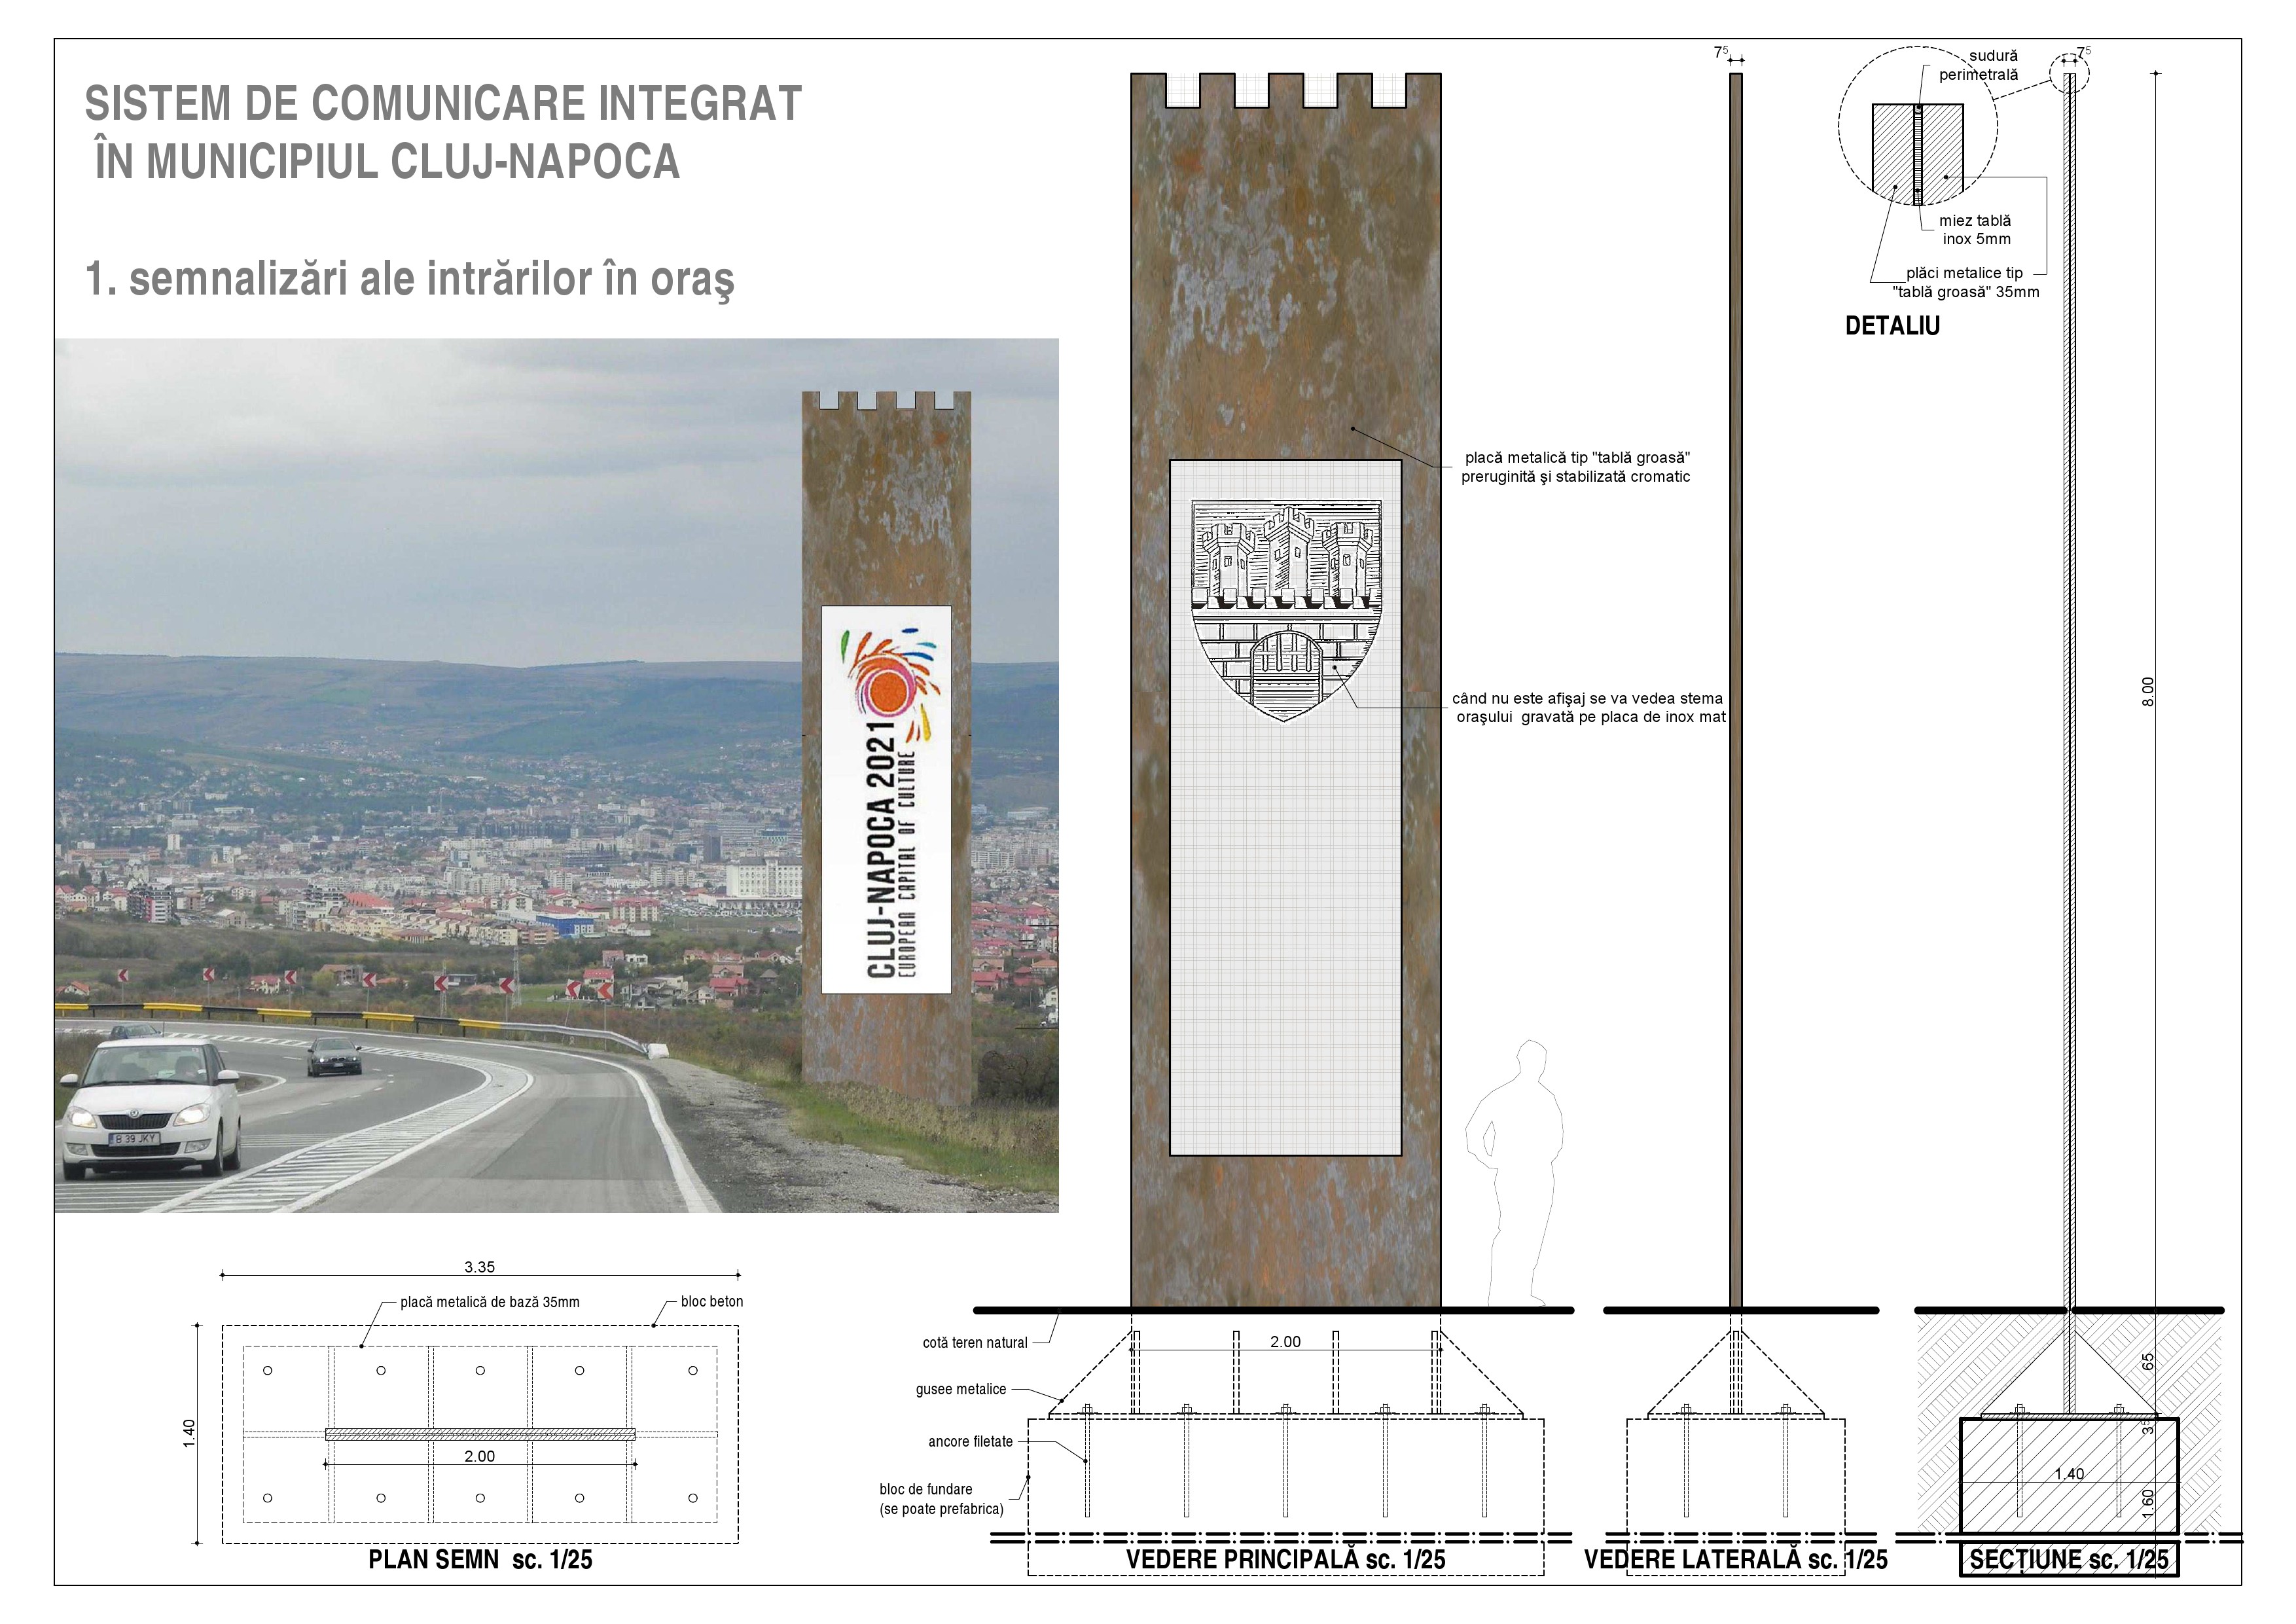 SISTEM DE COMUNICARE INTEGRAT
ÎN MUNICIPIUL CLUJ-NAPOCA
1. semnalizări ale intrărilor în oraş
CLUJ-NAPOCA 2021
EUROPEAN CAPITAL OF CULTURE
B 39 JKY
7⁵
sudură
perimetrală
7⁵
miez tablă
inox 5mm
plăci metalice tip
"tablă groasă" 35mm
DETALIU
placă metalică tip "tablă groasă"
preruginită şi stabilizată cromatic
când nu este afişaj se va vedea stema
oraşului gravată pe placa de inox mat
8.00
3.35
placă metalică de bază 35mm
bloc beton
1.40
2.00
PLAN SEMN sc. 1/25
cotă teren natural
2.00
gusee metalice
ancore filetate
bloc de fundare
(se poate prefabrica)
VEDERE PRINCIPALĂ sc. 1/25
VEDERE LATERALĂ sc. 1/25
65
35
1.40
1.60
SECŢIUNE sc. 1/25